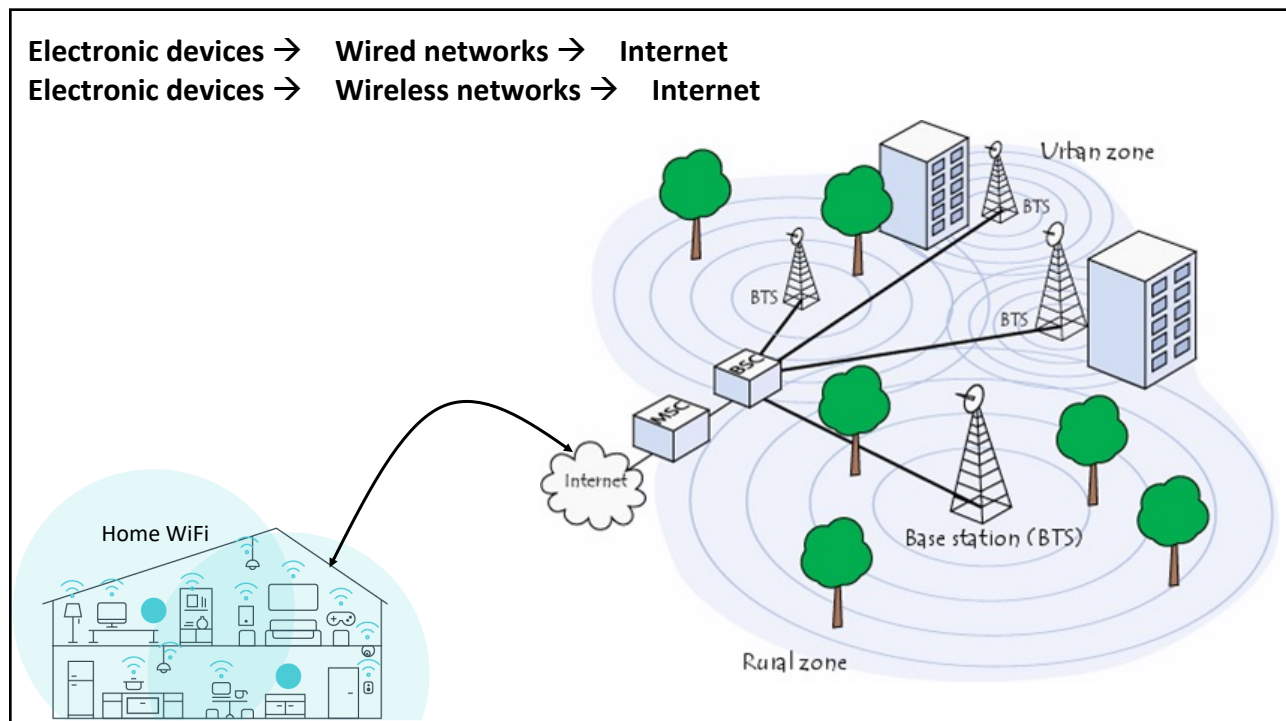 Electronic devices → Wired networks → Internet
Electronic devices → Wireless networks → Internet
Urban zone
BTS
BTS
BTS
BSC
MSC
Internet
Home WiFi
Base station (BTS)
Rural zone